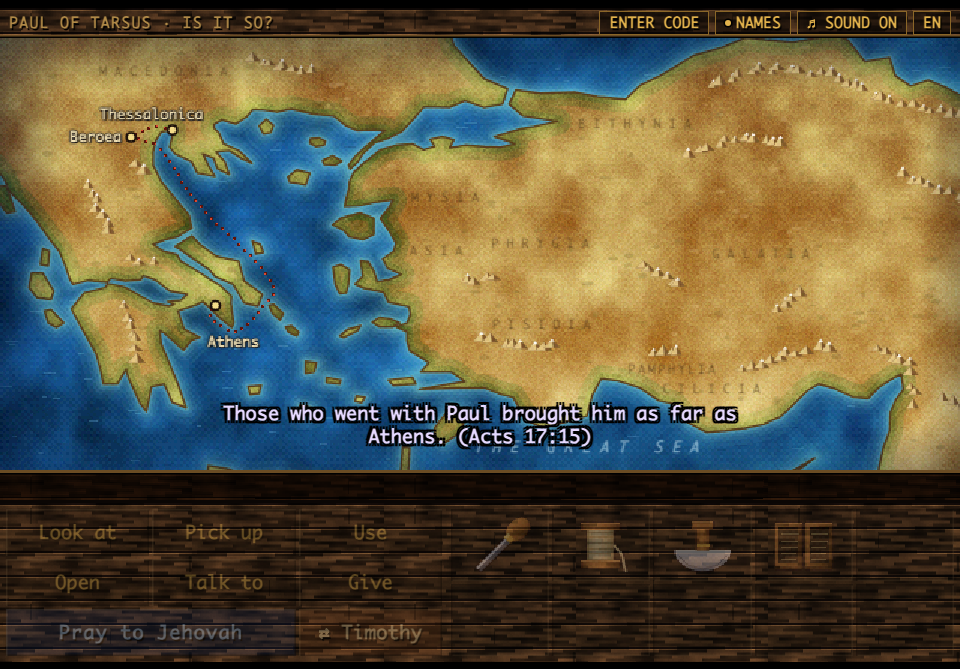 PAUL OF TARSUS · IS IT SO?
ENTER CODE
•NAMES
♬ SOUND ON
EN
MACEDONIA
Thessalonica
Beroea
BITHYNIA
MYSIA
ASIA
PHRYGIA
GALATIA
PISIDIA
Athens
PAMPHYLIA
CILICIA
Those who went with Paul brought him as far as
Athens. (Acts 17:15)
THE GREAT SEA
Look at
Pick up
Use
Open
Talk to
Give
Pray to Jehovah
⇄ Timothy